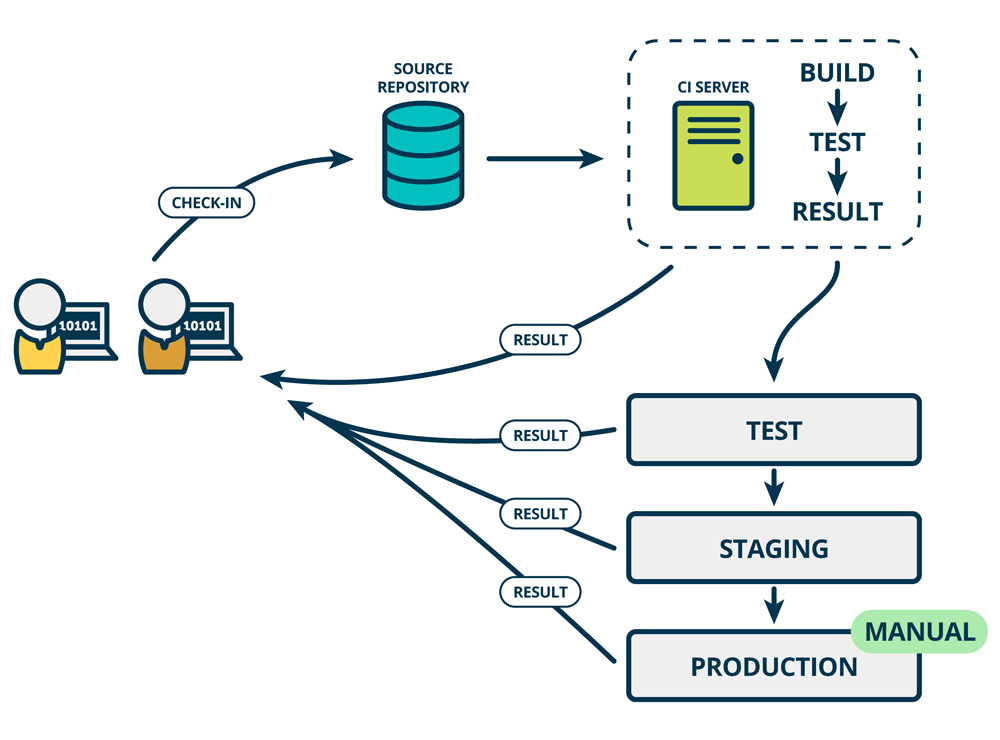 SOURCE
REPOSITORY
CI SERVER
BUILD
TEST
RESULT
CHECK-IN
10101
10101
RESULT
RESULT
TEST
RESULT
STAGING
RESULT
MANUAL
PRODUCTION